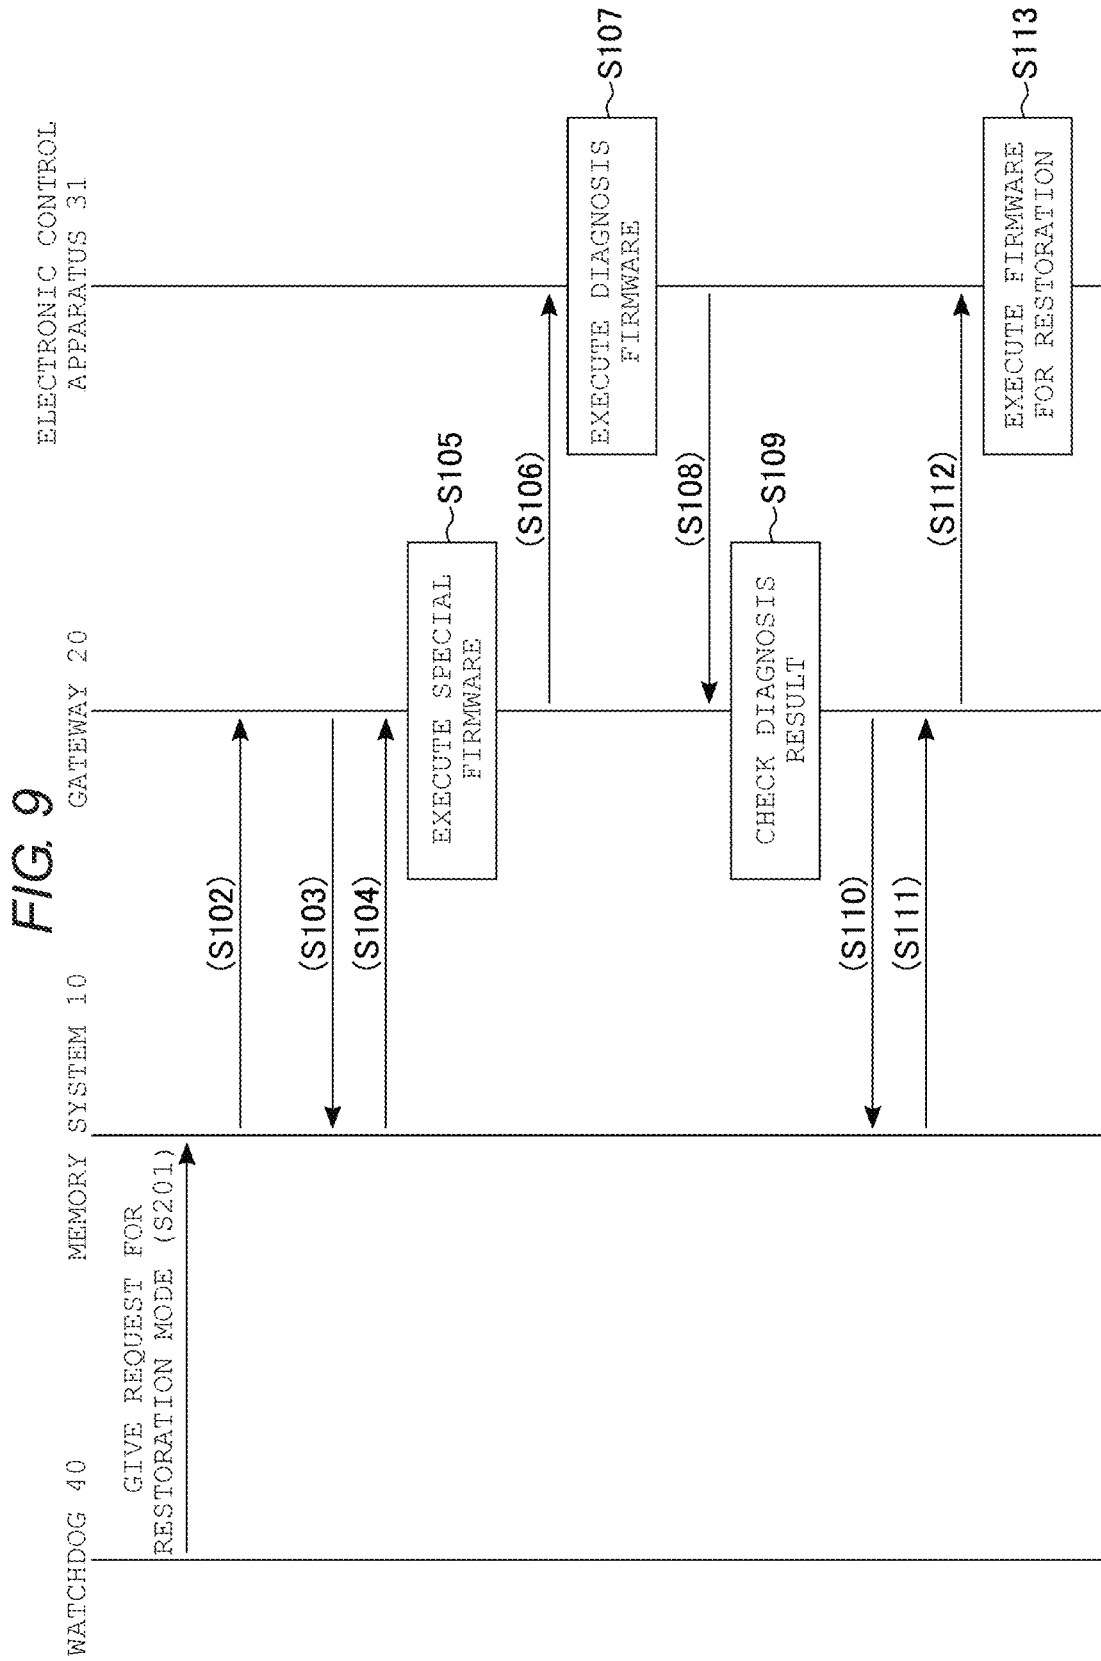 FIG. 9
WATCHDOG 40
MEMORY SYSTEM 10
GATEWAY 20
ELECTRONIC CONTROL
APPARATUS 31
GIVE REQUEST FOR
RESTORATION MODE (S201)
(S102)
(S103)
(S104)
EXECUTE SPECIAL
FIRMWARE
S105
(S106)
EXECUTE DIAGNOSIS
FIRMWARE
S107
(S108)
CHECK DIAGNOSIS
RESULT
S109
(S110)
(S111)
(S112)
EXECUTE FIRMWARE
FOR RESTORATION
S113